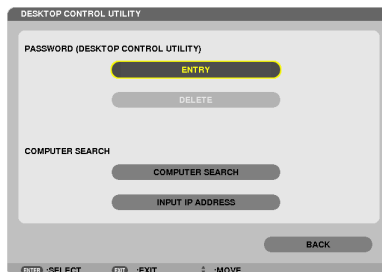 DESKTOP CONTROL UTILITY
PASSWORD (DESKTOP CONTROL UTILITY)
ENTRY
DELETE
COMPUTER SEARCH
COMPUTER SEARCH
INPUT IP ADDRESS
BACK
ENTER :SELECT EXIT :EXIT :MOVE